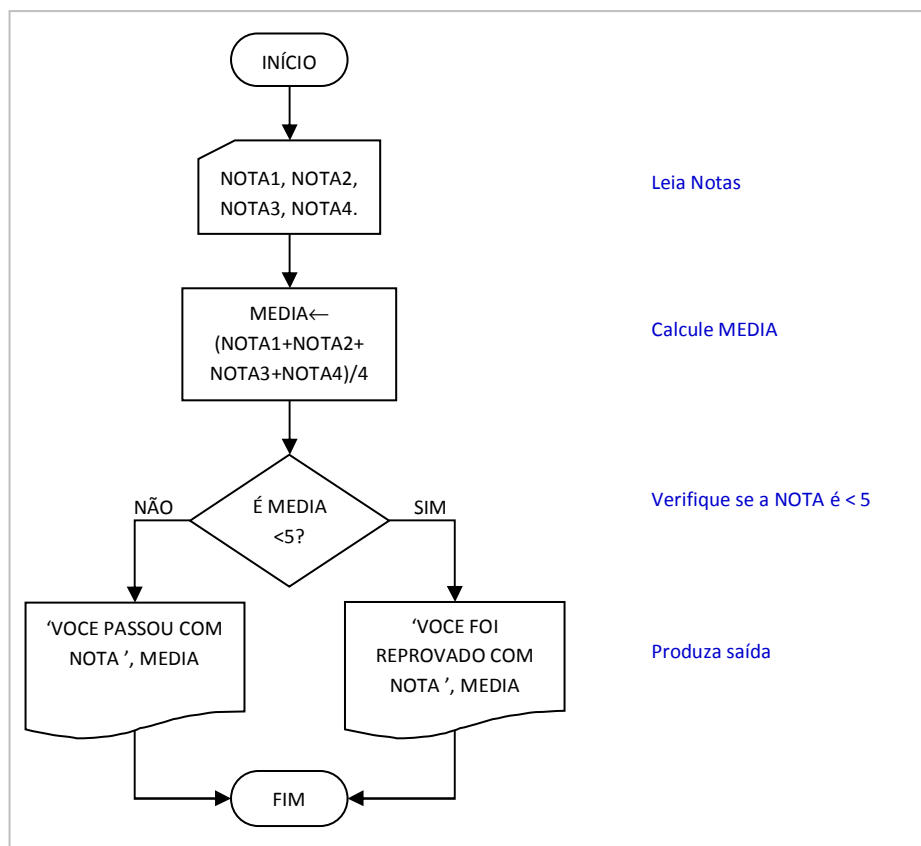 INÍCIO
NOTA1, NOTA2,
NOTA3, NOTA4.
Leia Notas
MEDIA←
(NOTA1+NOTA2+
NOTA3+NOTA4)/4
Calcule MEDIA
NÃO
É MEDIA
<5?
SIM
Verifique se a NOTA é < 5
‘VOCE PASSOU COM
NOTA ’, MEDIA
‘VOCE FOI
REPROVADO COM
NOTA ’, MEDIA
Produza saída
FIM